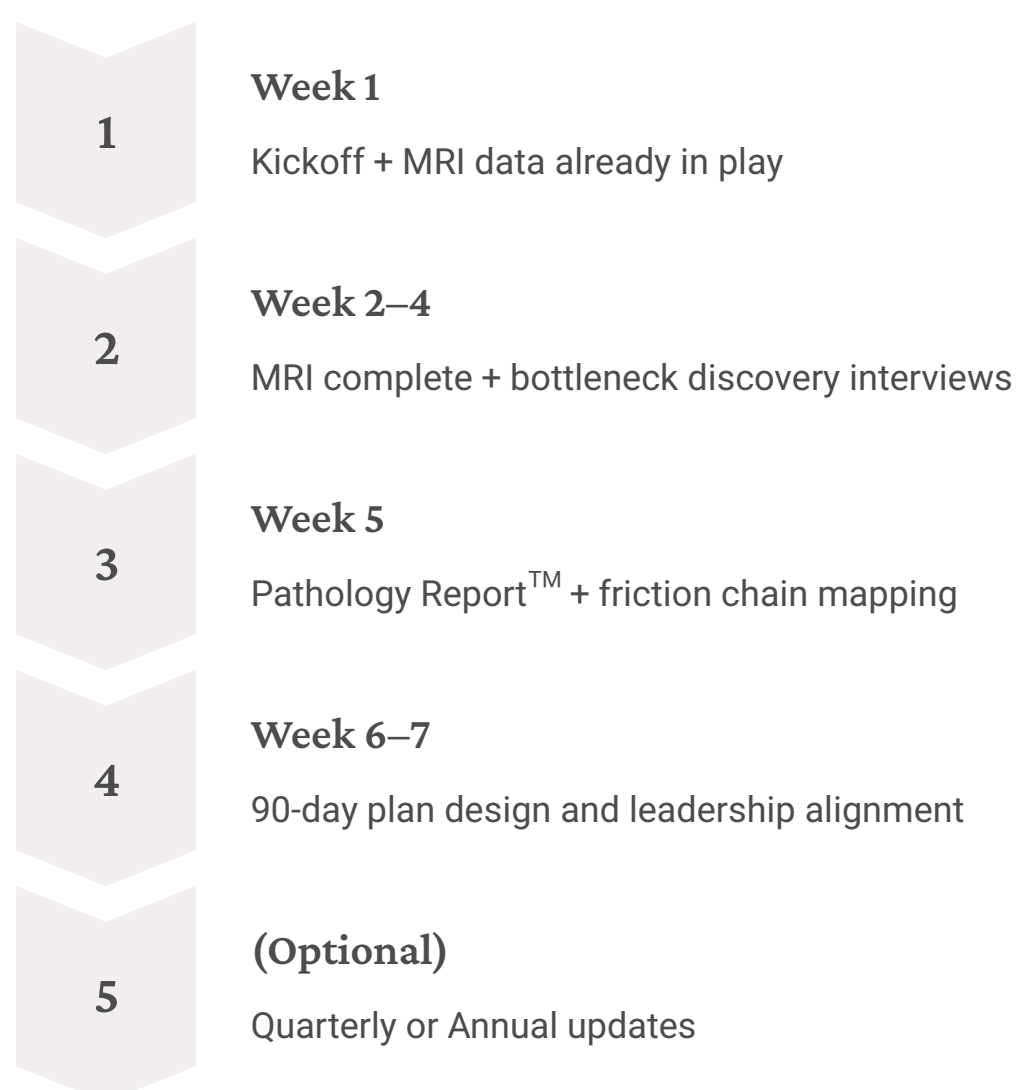 1
Week 1
Kickoff + MRI data already in play
2
Week 2–4
MRI complete + bottleneck discovery interviews
3
Week 5
Pathology Report™ + friction chain mapping
4
Week 6–7
90-day plan design and leadership alignment
5
(Optional)
Quarterly or Annual updates